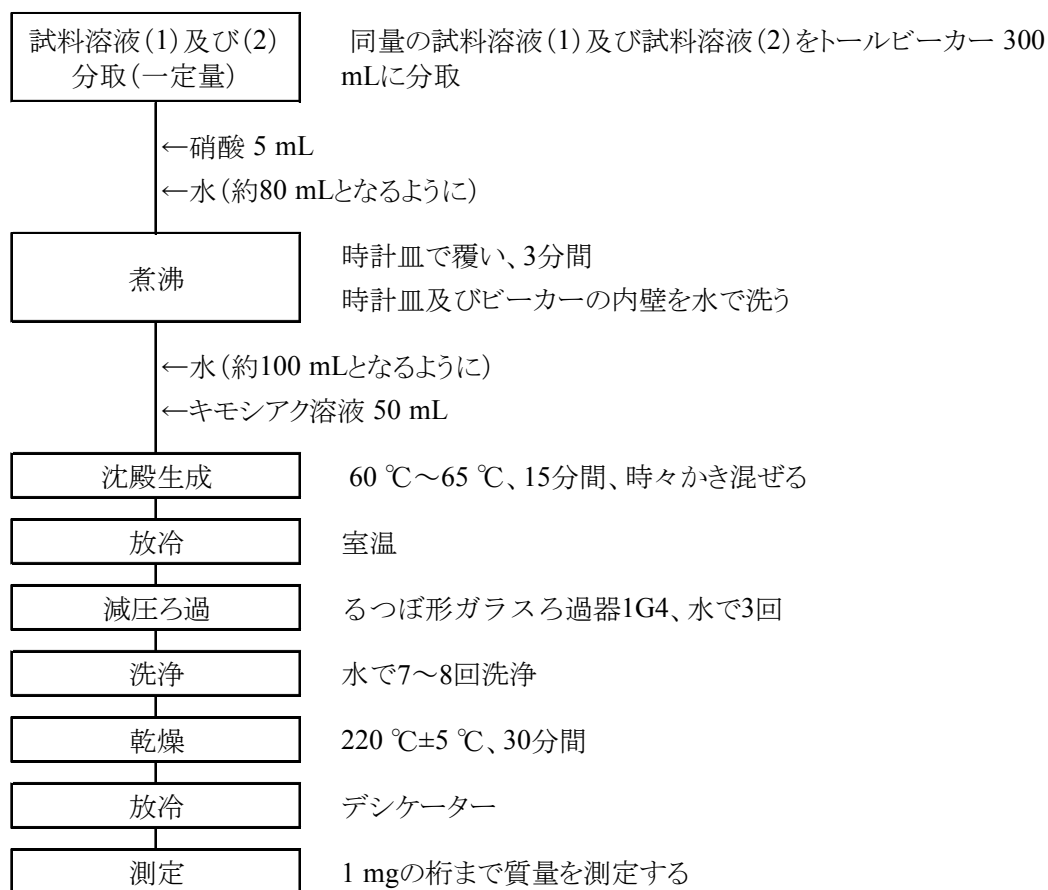 試料溶液(1)及び(2)
分取(一定量)
同量の試料溶液(1)及び試料溶液(2)をトールビーカー 300
mLに分取
←硝酸 5 mL
←水(約80 mLとなるように)
煮沸
時計皿で覆い、3分間
時計皿及びビーカーの内壁を水で洗う
←水(約100 mLとなるように)
←キモシアク溶液 50 mL
沈殿生成
60 ℃～65 ℃、15分間、時々かき混ぜる
放冷
室温
減圧ろ過
るつぼ形ガラスろ過器1G4、水で3回
洗浄
水で7～8回洗浄
乾燥
220 ℃±5 ℃、30分間
放冷
デシケーター
測定
1 mgの桁まで質量を測定する